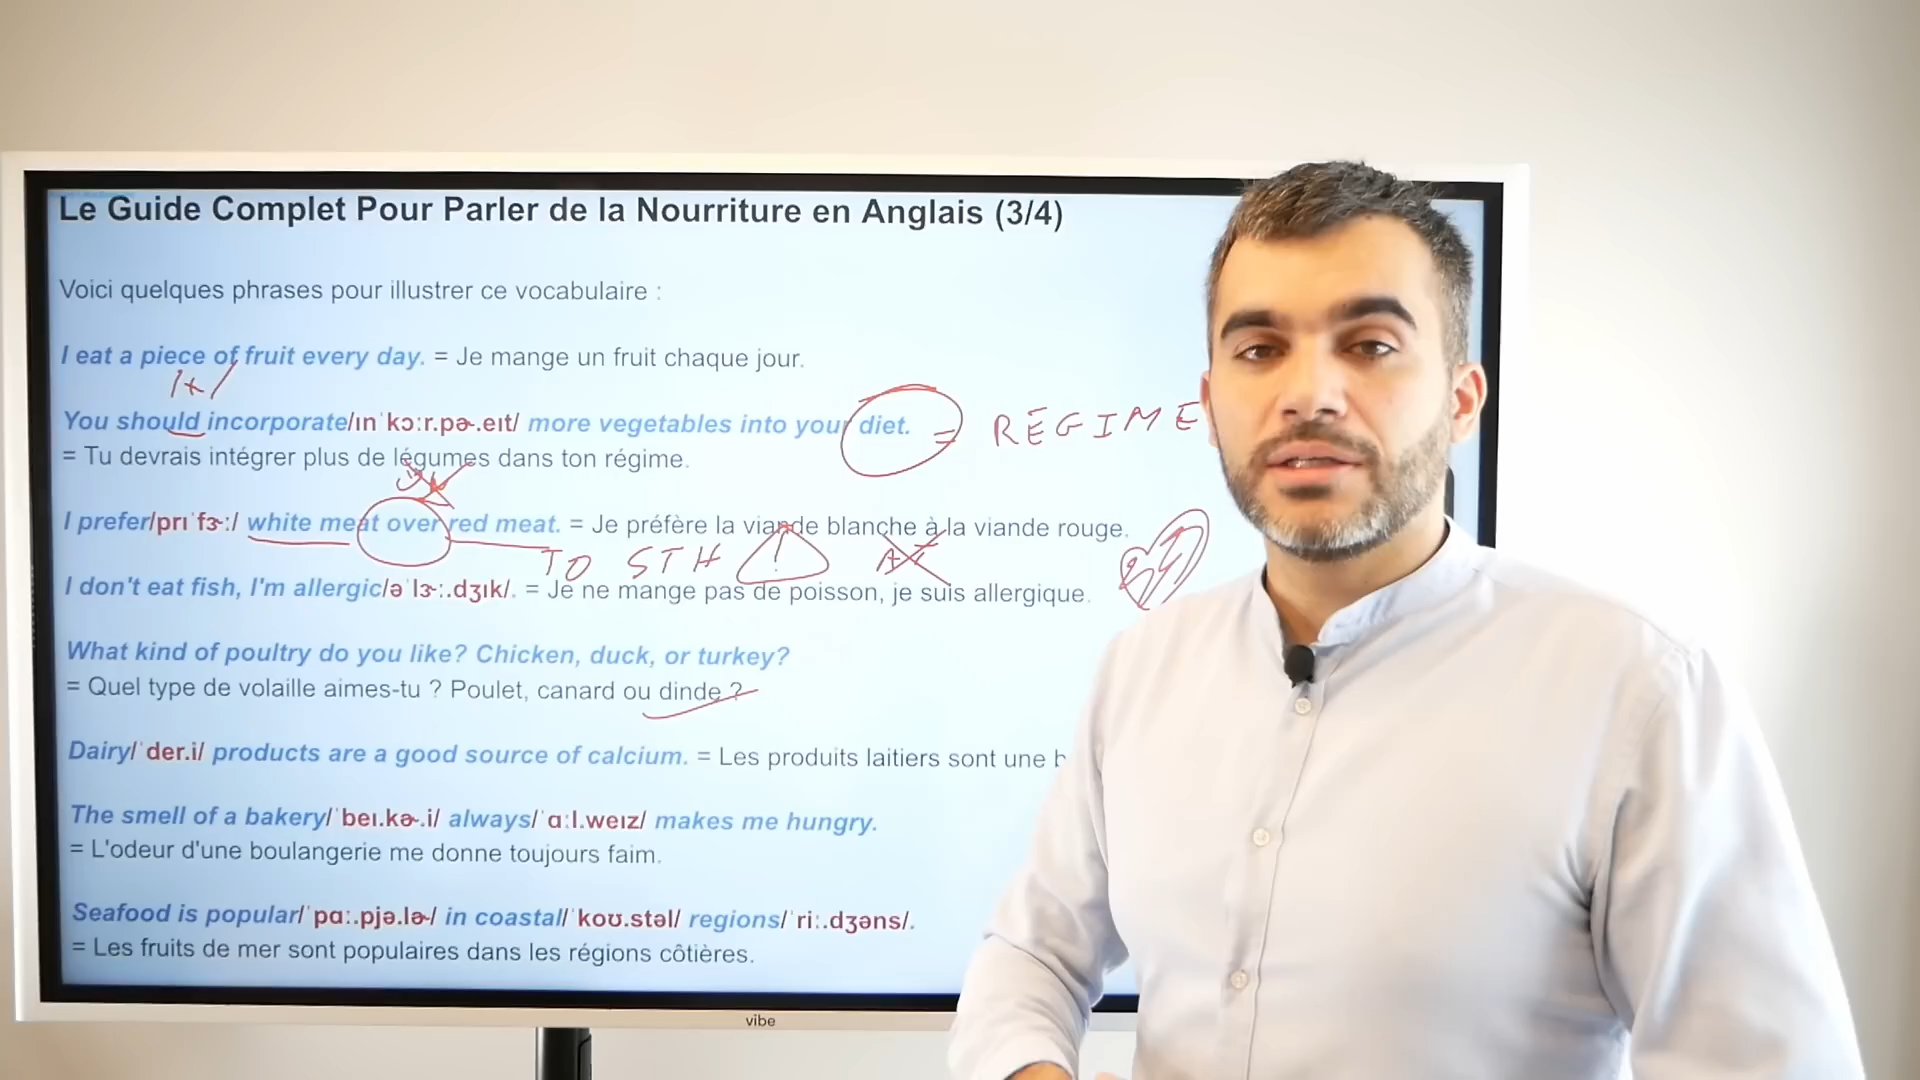 Le Guide Complet Pour Parler de la Nourriture en Anglais (3/4)
Voici quelques phrases pour illustrer ce vocabulaire :
I eat a piece of fruit every day. = Je mange un fruit chaque jour.
You should incorporate/ɪnˈkɔːr.pɚ.eɪt/ more vegetables into your diet. = REGIME
= Tu devrais intégrer plus de légumes dans ton régime.
I prefer/prɪˈfɝː/ white meat over red meat. = Je préfère la viande blanche à la viande rouge.
TO STH ! AT
I don't eat fish, I'm allergic/əˈlɝː.dʒɪk/. = Je ne mange pas de poisson, je suis allergique.
What kind of poultry do you like? Chicken, duck, or turkey?
= Quel type de volaille aimes-tu ? Poulet, canard ou dinde ?
Dairy/ˈder.i/ products are a good source of calcium. = Les produits laitiers sont une
The smell of a bakery/ˈbeɪ.kɚ.i/ always/ˈɑːl.weɪz/ makes me hungry.
= L'odeur d'une boulangerie me donne toujours faim.
Seafood is popular/ˈpɑː.pjə.lɚ/ in coastal/ˈkoʊ.stəl/ regions/ˈriː.dʒəns/.
= Les fruits de mer sont populaires dans les régions côtières.
vibe